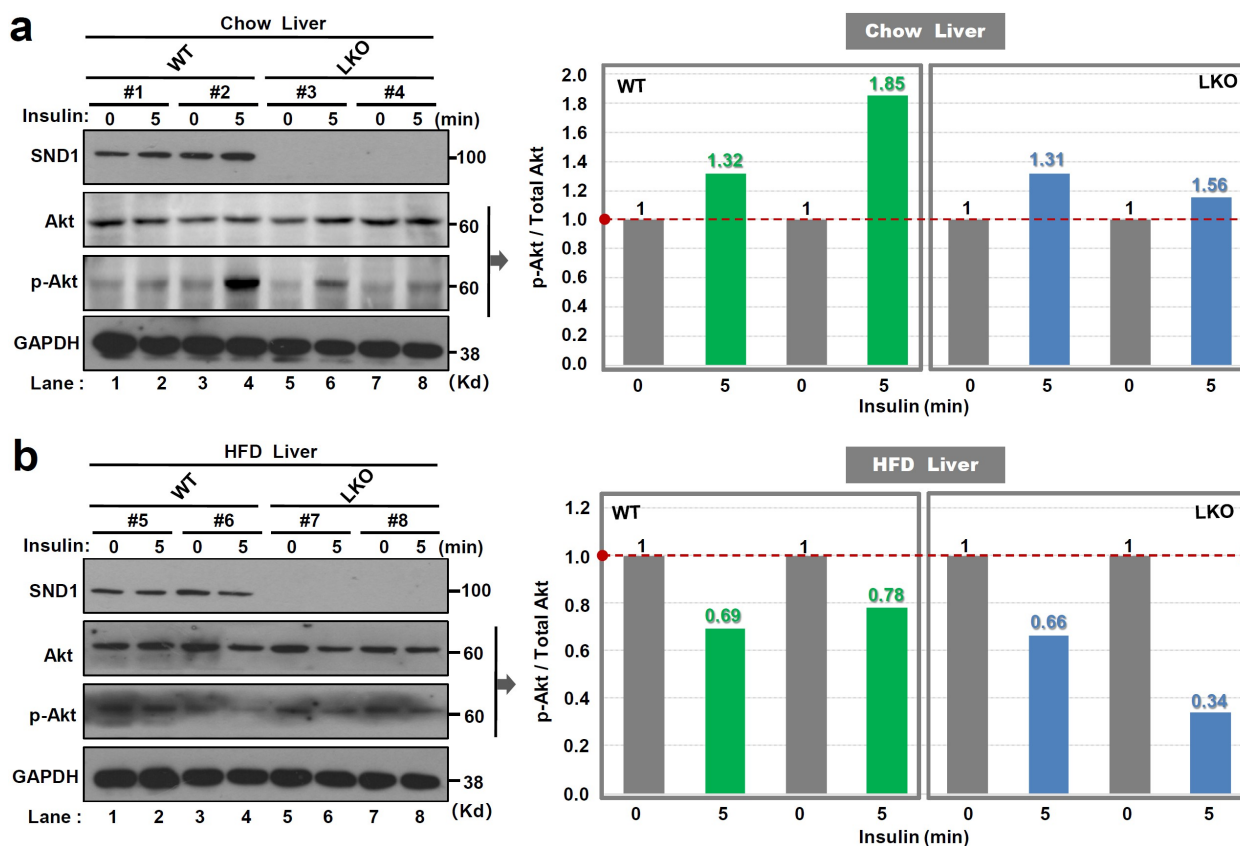 a
Chow Liver
WT LKO
#1 #2 #3 #4
Insulin: 0 5 0 5 0 5 0 5 (min)
SND1 100
Akt 60
p-Akt 60
GAPDH 38
Lane : 1 2 3 4 5 6 7 8 (Kd)
Chow Liver
WT LKO
p-Akt / Total Akt
2.0
1.8
1.6
1.4
1.2
1.0
0.8
0.6
0.4
0.2
0.0
1 1.32 1 1.85 1 1.31 1 1.56
0 5 0 5 0 5 0 5
Insulin (min)
b
HFD Liver
WT LKO
#5 #6 #7 #8
Insulin: 0 5 0 5 0 5 0 5 (min)
SND1 100
Akt 60
p-Akt 60
GAPDH 38
Lane : 1 2 3 4 5 6 7 8 (Kd)
HFD Liver
WT LKO
p-Akt / Total Akt
1.2
1.0
0.8
0.6
0.4
0.2
0.0
1 0.69 1 0.78 1 0.66 1 0.34
0 5 0 5 0 5 0 5
Insulin (min)